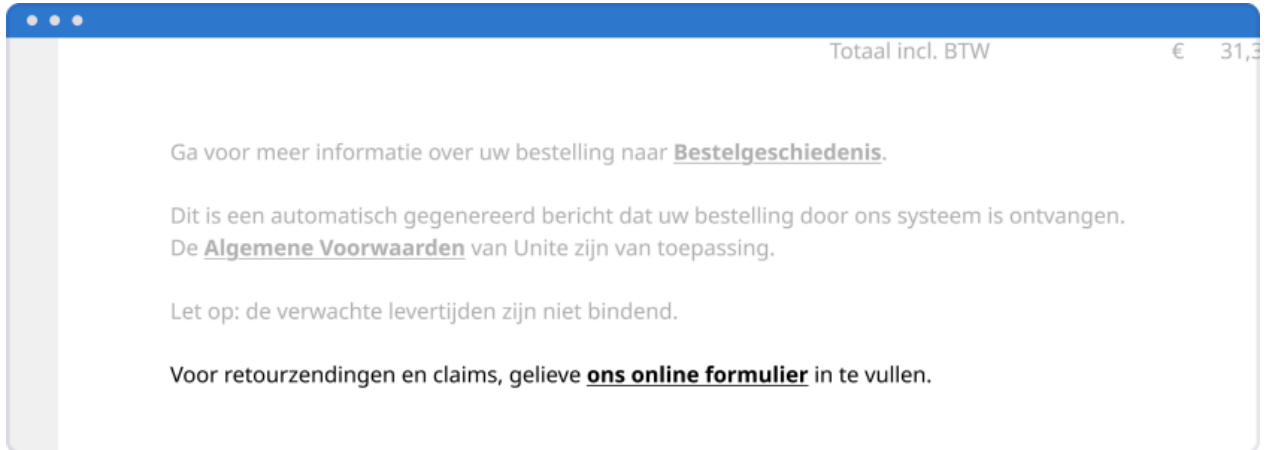 Totaal incl. BTW € 31,3
Ga voor meer informatie over uw bestelling naar Bestelgeschiedenis.
Dit is een automatisch gegenereerd bericht dat uw bestelling door ons systeem is ontvangen.
De Algemene Voorwaarden van Unite zijn van toepassing.
Let op: de verwachte levertijden zijn niet bindend.
Voor retourzendingen en claims, gelieve ons online formulier in te vullen.